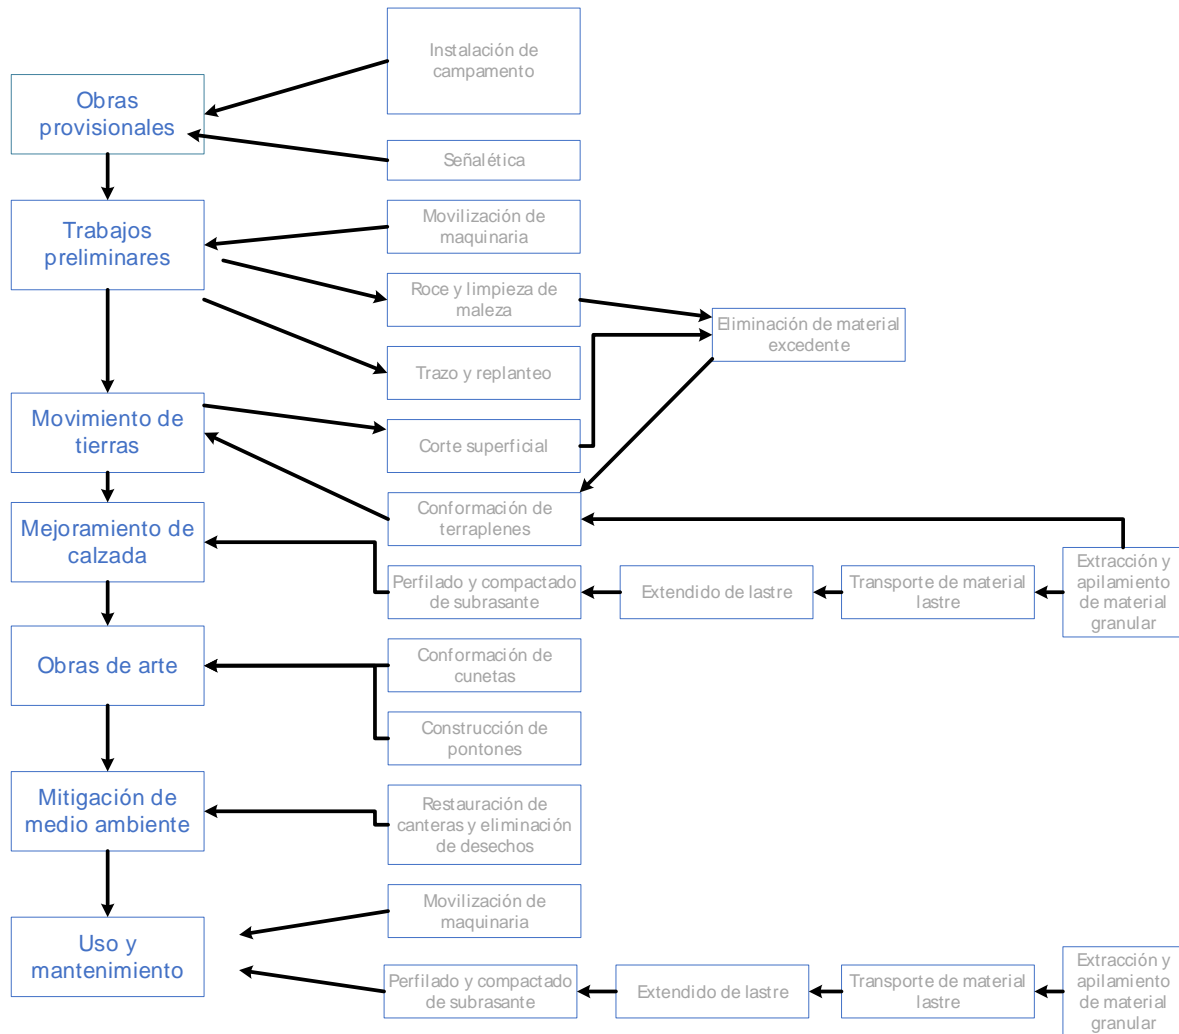 Instalación de
campamento
Obras
provisionales
Señalética
Trabajos
preliminares
Movilización de
maquinaria
Roce y limpieza de
maleza
Eliminación de material
excedente
Trazo y replanteo
Movimiento de
tierras
Corte superficial
Conformación de
terraplenes
Mejoramiento de
calzada
Perfilado y compactado
de subrasante
Extendido de lastre
Transporte de material
lastre
Extracción y
apilamiento
de material
granular
Obras de arte
Conformación de
cunetas
Construcción de
pontones
Mitigación de
medio ambiente
Restauración de
canteras y eliminación
de desechos
Movilización de
maquinaria
Uso y
mantenimiento
Perfilado y compactado
de subrasante
Extendido de lastre
Transporte de material
lastre
Extracción y
apilamiento
de material
granular